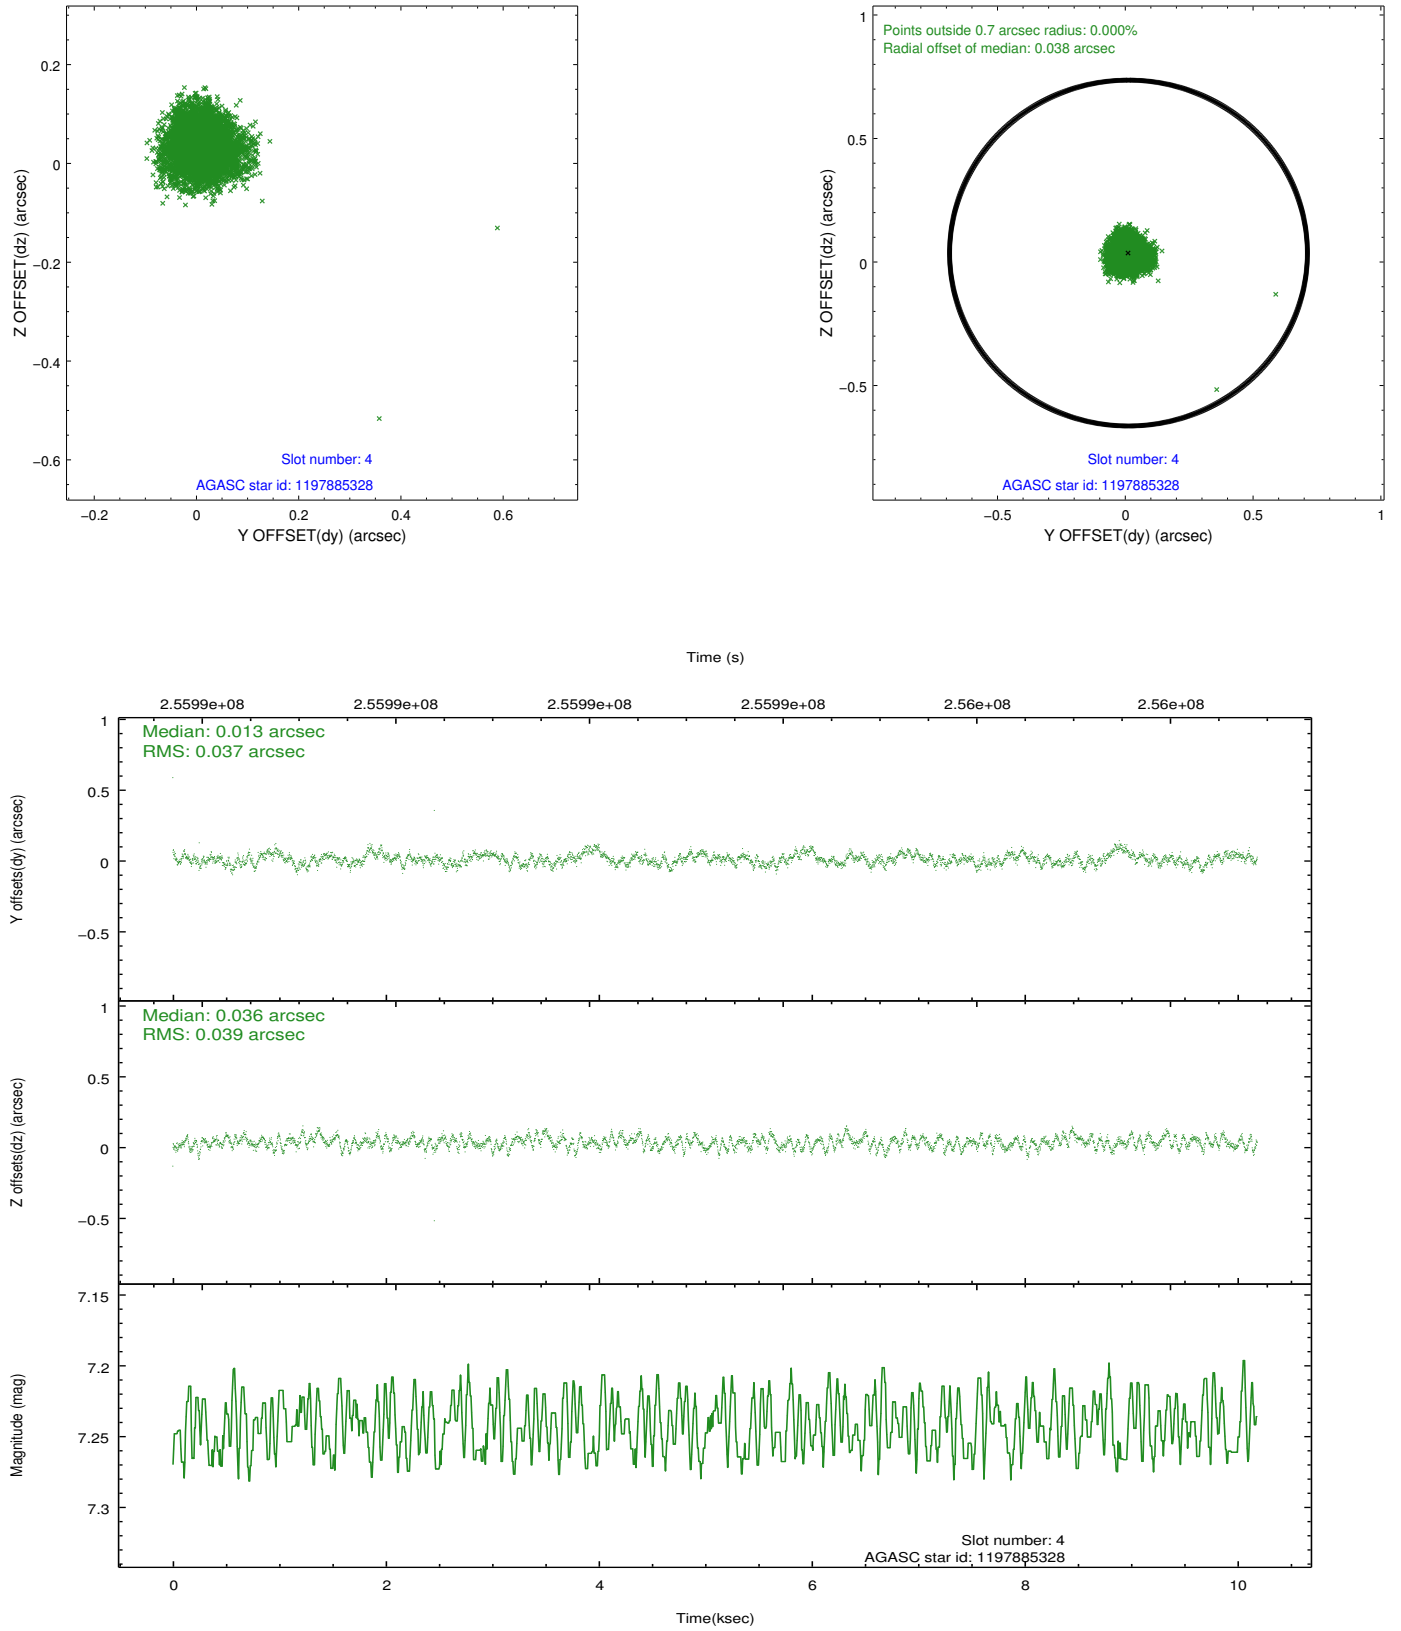 0.2
0
−0.2
−0.4
−0.6
Z OFFSET(dz) (arcsec)
Slot number: 4
AGASC star id: 1197885328
−0.2 0 0.2 0.4 0.6
Y OFFSET(dy) (arcsec)
Points outside 0.7 arcsec radius: 0.000%
Radial offset of median: 0.038 arcsec
1
0.5
0
−0.5
Z OFFSET(dz) (arcsec)
Slot number: 4
AGASC star id: 1197885328
−0.5 0 0.5 1
Y OFFSET(dy) (arcsec)
Time (s)
2.5599e+08 2.5599e+08 2.5599e+08 2.5599e+08 2.56e+08 2.56e+08
Median: 0.013 arcsec
RMS: 0.037 arcsec
1
0.5
0
−0.5
Y offsets(dy) (arcsec)
Median: 0.036 arcsec
RMS: 0.039 arcsec
1
0.5
0
−0.5
Z offsets(dz) (arcsec)
7.15
7.2
7.25
7.3
Magnitude (mag)
Slot number: 4
AGASC star id: 1197885328
0 2 4 6 8 10
Time(ksec)